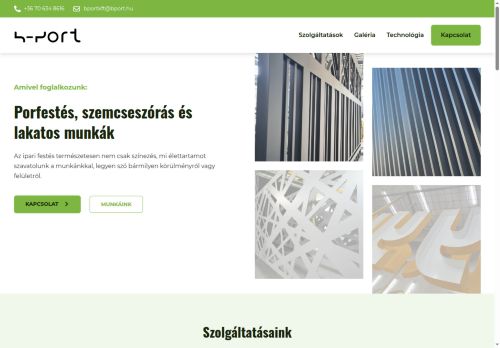 +36 70 634 8616
bportkft@bport.hu
b-port
Szolgáltatások
Galéria
Technológia
Kapcsolat
Amivel foglalkozunk:
Porfestés, szemcseszórás és
lakatos munkák
Az ipari festés természetesen nem csak színezés, mi élettartamot
szavatolunk a munkánkkal, legyen szó bármilyen körülményről vagy
felületről.
KAPCSOLAT
MUNKÁINK
Szolgáltatásaink